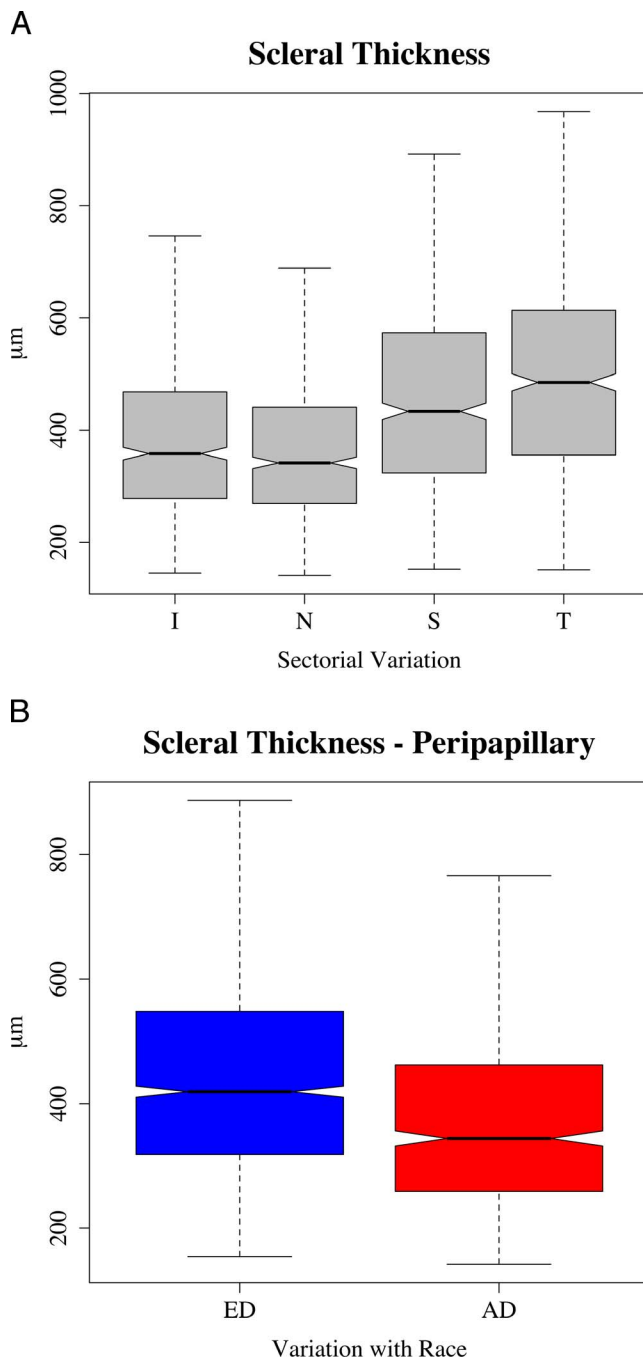 A
Scleral Thickness
1000
800
600
400
200
µm
I N S T
Sectorial Variation
B
Scleral Thickness - Peripapillary
800
600
400
200
µm
ED AD
Variation with Race